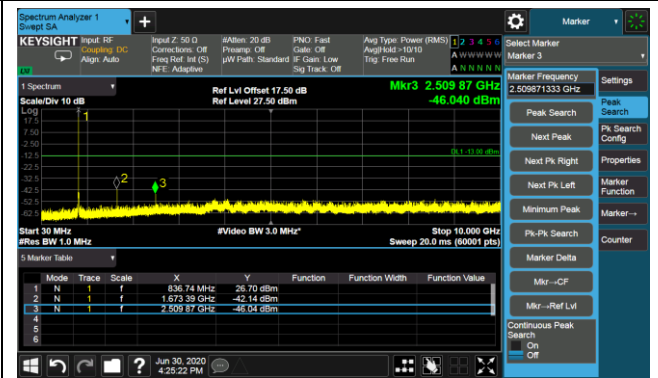 Spectrum Analyzer 1
Swept SA
Marker
KEYSIGHT
Input: RF
Coupling: DC
Align: Auto
Input Z: 50 Ω
Corrections: Off
Freq Ref: Int (S)
NFE: Adaptive
#Atten: 20 dB
Preamp: Off
µW Path: Standard
PNO: Fast
Gate: Off
IF Gain: Low
Sig Track: Off
Avg Type: Power (RMS)
Avg|Hold:>10/10
Trig: Free Run
1 2 3 4 5 6
A W W W W W
A N N N N N
Select Marker
Marker 3
Marker Frequency
2.509871333 GHz
Settings
Peak Search
Next Peak
Next Pk Right
Next Pk Left
Minimum Peak
Pk-Pk Search
Marker Delta
Mkr→CF
Mkr→Ref Lvl
Continuous Peak
Search
On
Off
Peak
Search
Pk Search
Config
Properties
Marker
Function
Marker→
Counter
1 Spectrum
Scale/Div 10 dB
Ref Lvl Offset 17.50 dB
Ref Level 27.50 dBm
Mkr3 2.509 87 GHz
-46.040 dBm
Log
17.5
7.50
-2.50
-12.5
-22.5
-32.5
-42.5
-52.5
-62.5
1
2
3
DL1 -13.00 dBm
Start 30 MHz
#Res BW 1.0 MHz
#Video BW 3.0 MHz*
Stop 10.000 GHz
Sweep 20.0 ms (60001 pts)
5 Marker Table
Mode Trace Scale X Y Function Function Width Function Value
1 N 1 f 836.74 MHz 26.70 dBm
2 N 1 f 1.673 39 GHz -42.14 dBm
3 N 1 f 2.509 87 GHz -46.04 dBm
4
5
6
?
Jun 30, 2020
4:25:22 PM